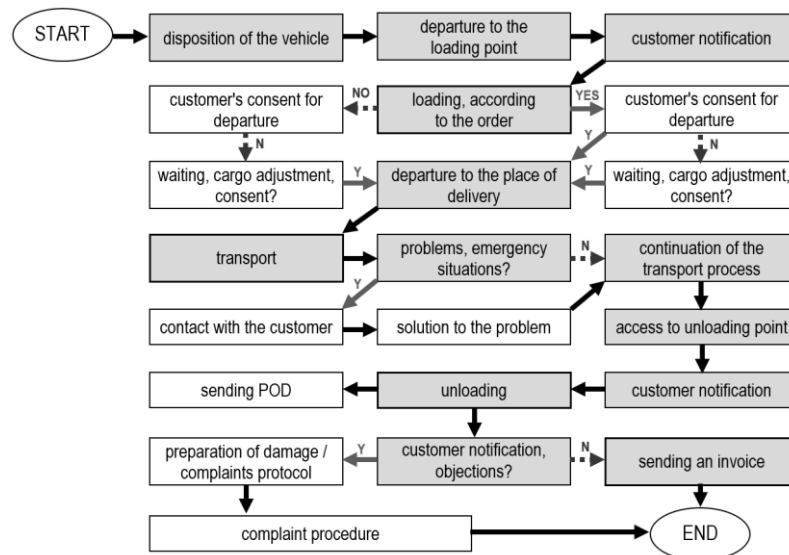 START
disposition of the vehicle
departure to the
loading point
customer notification
customer's consent for
departure
NO
loading, according
to the order
YES
customer's consent for
departure
N
Y
N
waiting, cargo adjustment,
consent?
Y
departure to the place of
delivery
Y
waiting, cargo adjustment,
consent?
transport
problems, emergency
situations?
N
continuation of the
transport process
Y
contact with the customer
solution to the problem
access to unloading point
sending POD
unloading
customer notification
preparation of damage /
complaints protocol
Y
customer notification,
objections?
N
sending an invoice
complaint procedure
END